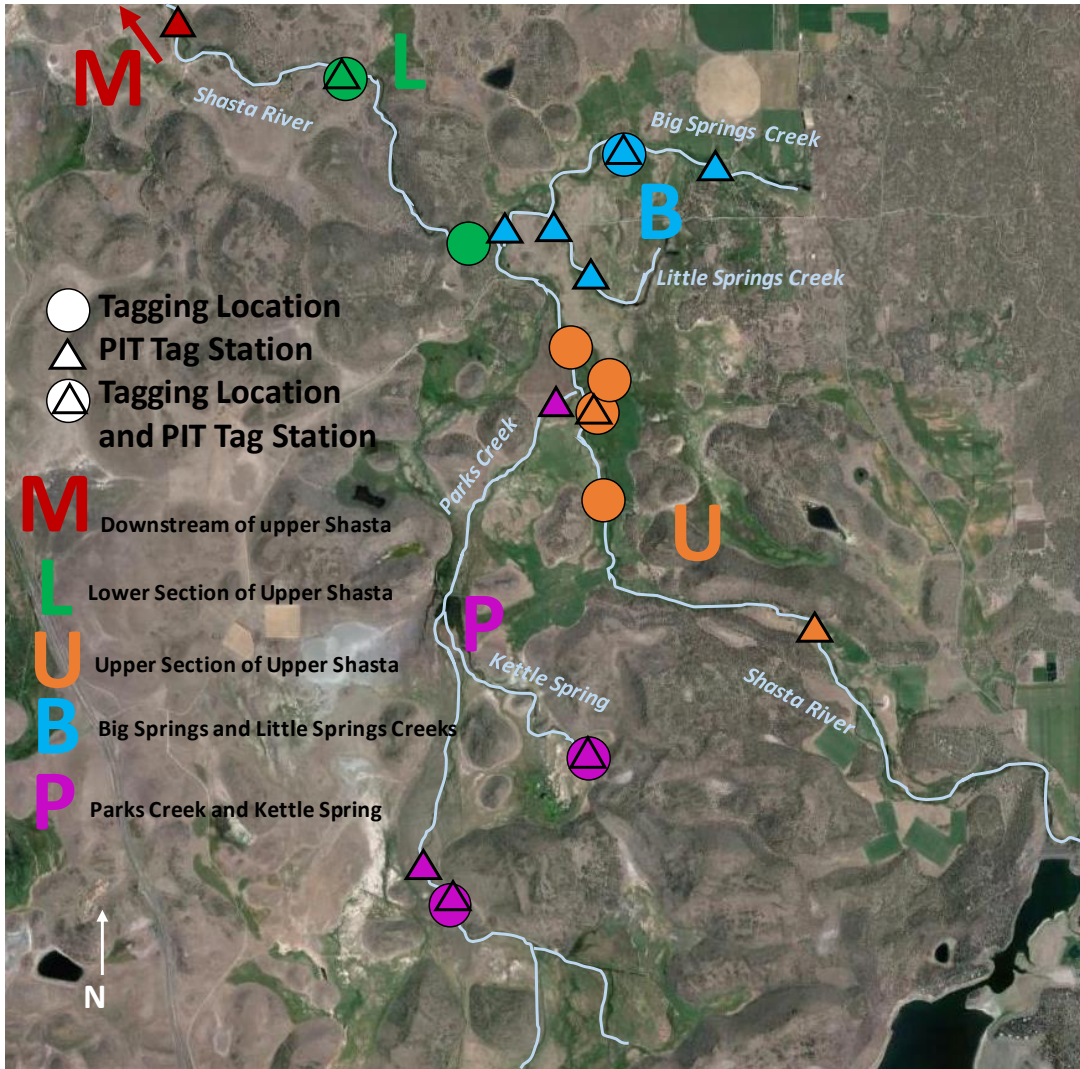 M
L
Shasta River
Big Springs Creek
B
Little Springs Creek
Tagging Location
PIT Tag Station
Tagging Location
and PIT Tag Station
Parks Creek
M Downstream of upper Shasta
U
L Lower Section of Upper Shasta
P
U Upper Section of Upper Shasta
Kettle Spring
Shasta River
B Big Springs and Little Springs Creeks
P Parks Creek and Kettle Spring
N